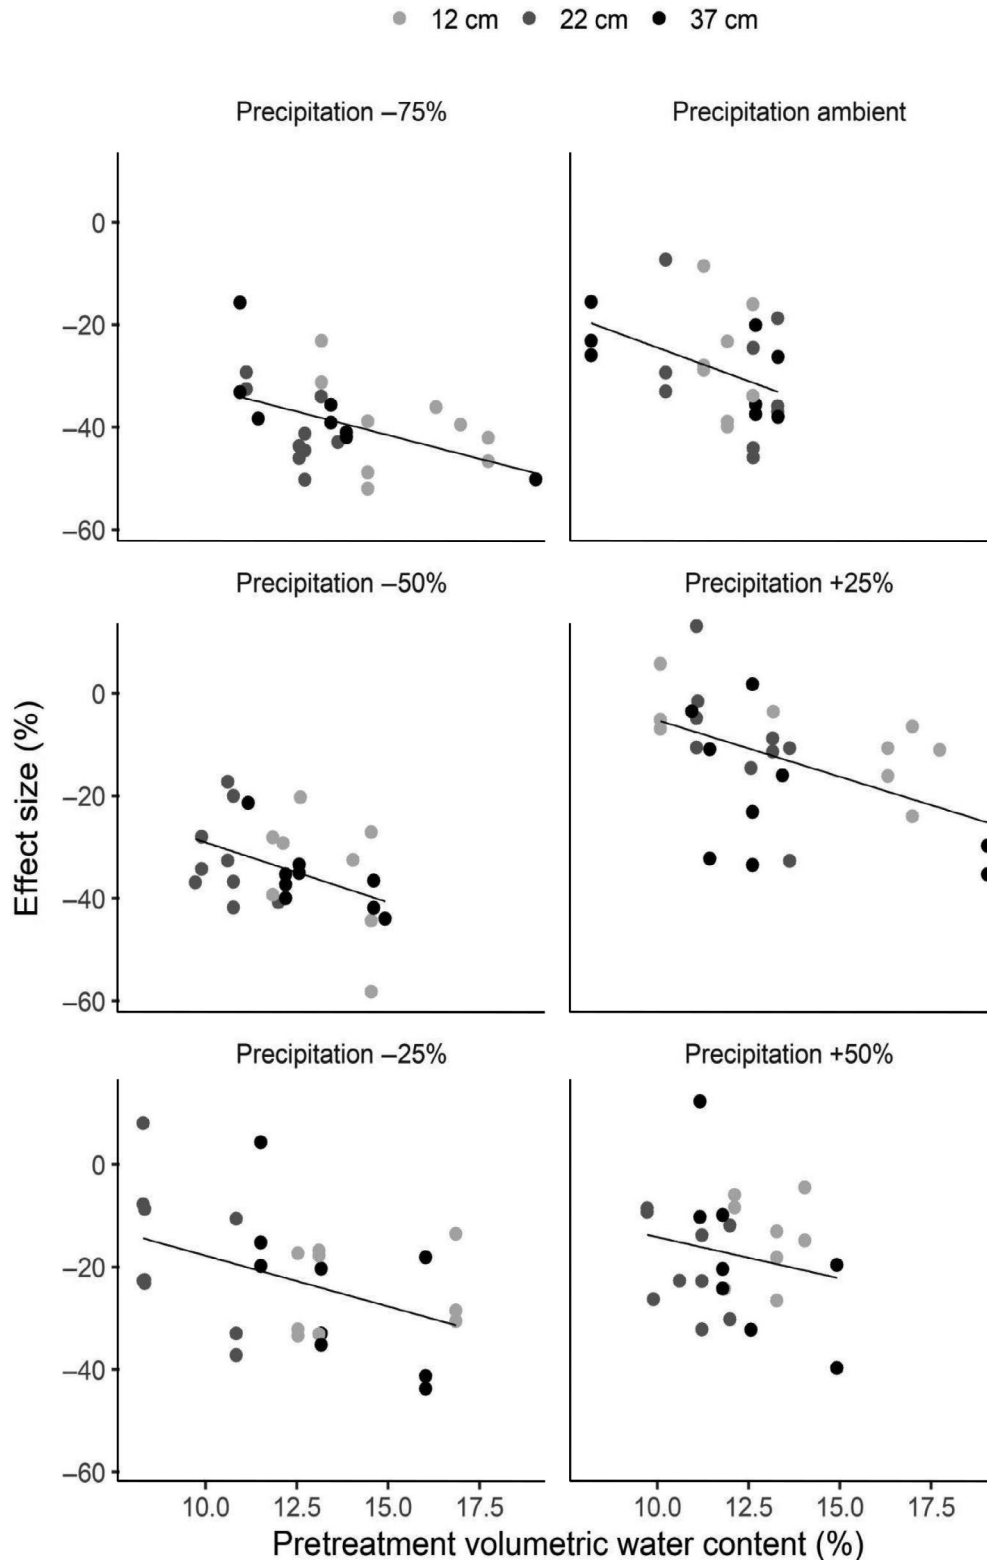 12 cm 22 cm 37 cm
Precipitation –75%
Precipitation ambient
0
–20
–40
–60
Precipitation –50%
Precipitation +25%
Effect size (%)
0
–20
–40
–60
Precipitation –25%
Precipitation +50%
0
–20
–40
–60
10.0 12.5 15.0 17.5
10.0 12.5 15.0 17.5
Pretreatment volumetric water content (%)